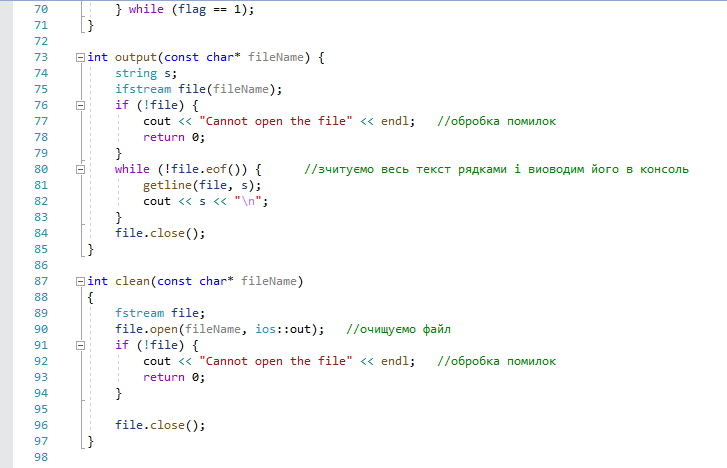 70 } while (flag == 1);
71 }
72
73 int output(const char* fileName) {
74 string s;
75 ifstream file(fileName);
76 if (!file) {
77 cout << "Cannot open the file" << endl; //обробка помилок
78 return 0;
79 }
80 while (!file.eof()) { //зчитуємо весь текст рядками і виоводим його в консоль
81 getline(file, s);
82 cout << s << "\n";
83 }
84 file.close();
85 }
86
87 int clean(const char* fileName)
88 {
89 fstream file;
90 file.open(fileName, ios::out); //очищуємо файл
91 if (!file) {
92 cout << "Cannot open the file" << endl; //обробка помилок
93 return 0;
94 }
95
96 file.close();
97 }
98